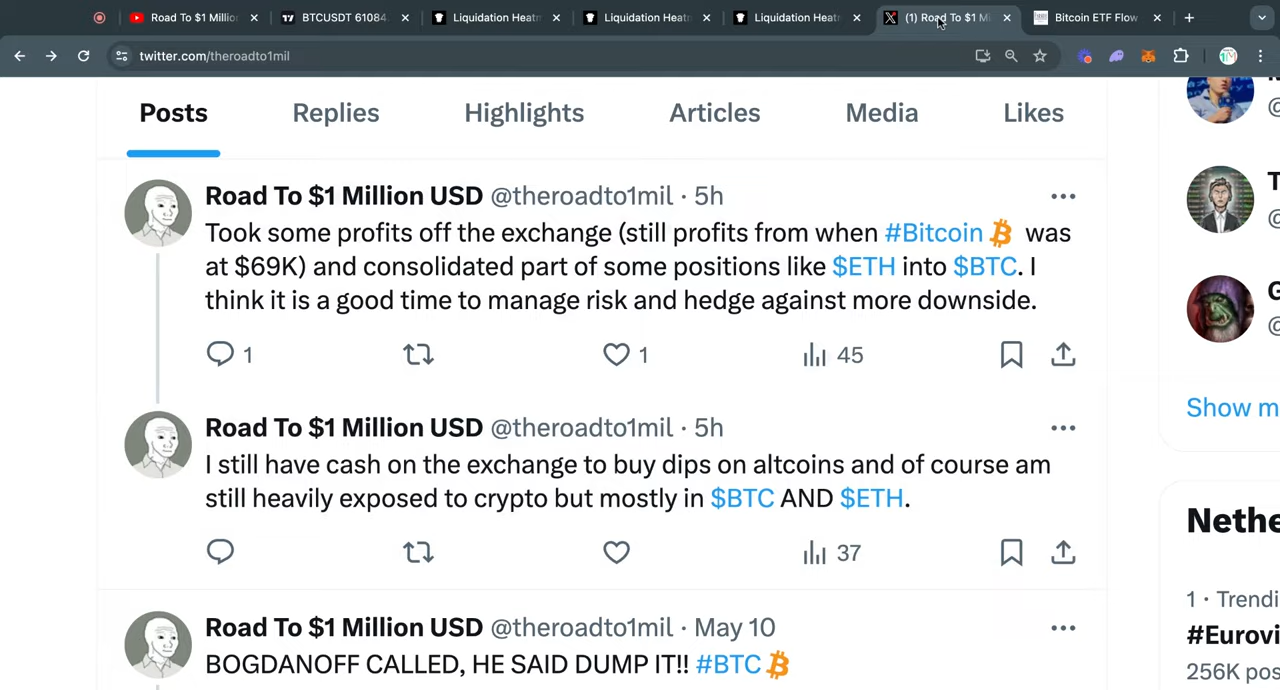 Road To $1 Million
BTCUSDT 61084.
Liquidation Heatm
Liquidation Heatm
Liquidation Heatm
(1) Road To $1 Mi
Bitcoin ETF Flow
twitter.com/theroadto1mil
Posts
Replies
Highlights
Articles
Media
Likes
Road To $1 Million USD @theroadto1mil · 5h
Took some profits off the exchange (still profits from when #Bitcoin was
at $69K) and consolidated part of some positions like $ETH into $BTC. I
think it is a good time to manage risk and hedge against more downside.
1
1
45
Road To $1 Million USD @theroadto1mil · 5h
I still have cash on the exchange to buy dips on altcoins and of course am
still heavily exposed to crypto but mostly in $BTC AND $ETH.
37
Road To $1 Million USD @theroadto1mil · May 10
BOGDANOFF CALLED, HE SAID DUMP IT!! #BTC
@
T
@
G
@
Show m
Nethe
1 · Trendi
#Eurovi
256K pos